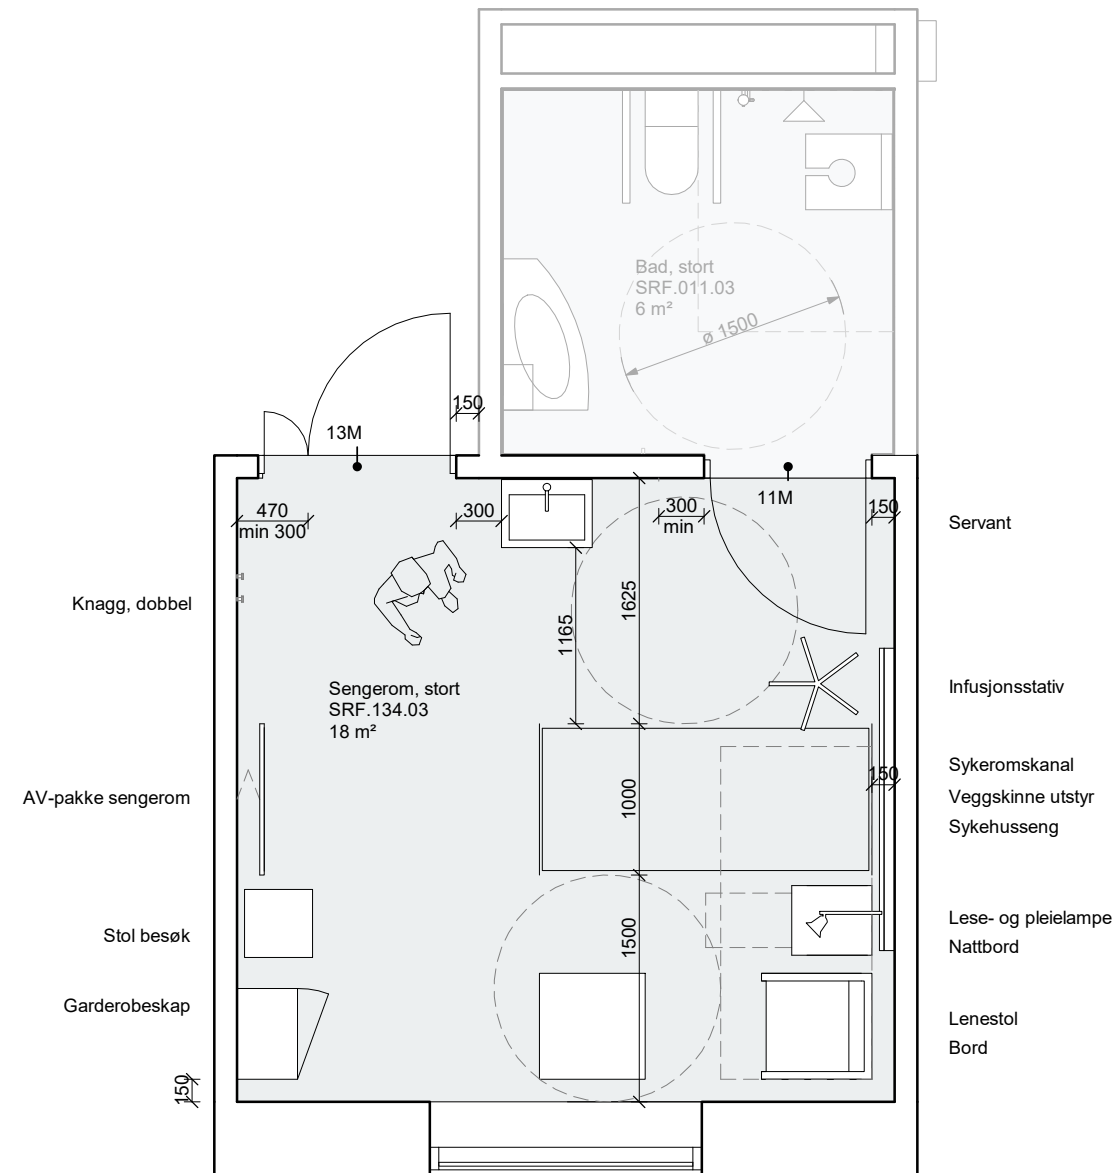 Bad, stort
SRF.011.03
6 m²
ø 1500
150
13M
11M
470
min 300
300
300
min
150
Servant
Knagg, dobbel
1625
1165
Sengerom, stort
SRF.134.03
18 m²
Infusjonsstativ
AV-pakke sengerom
1000
150
Sykeromskanal
Veggskinne utstyr
Sykehusseng
Stol besøk
1500
Lese- og pleielampe
Nattbord
Garderobeskap
Lenestol
Bord
150